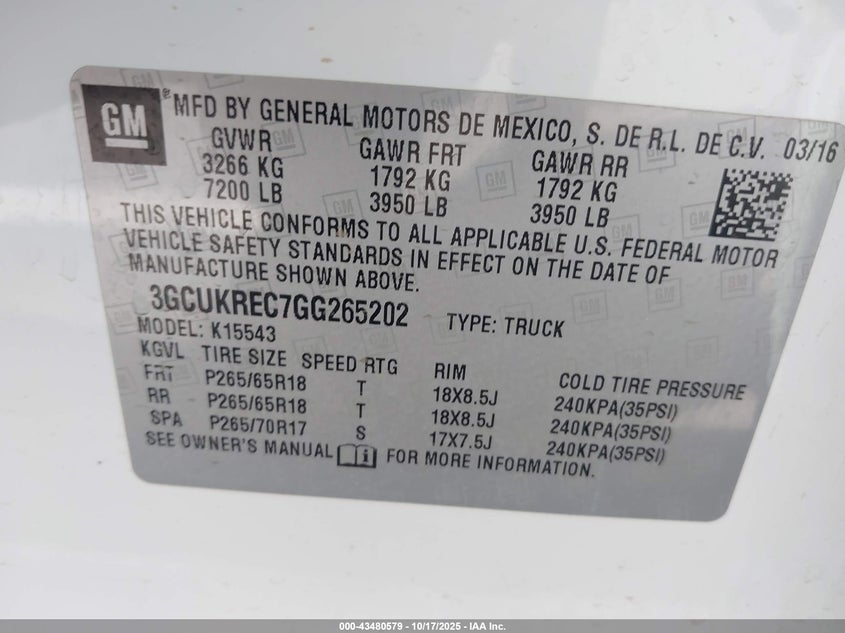 GM
® MFD BY GENERAL MOTORS DE MEXICO, S. DE R.L. DE C.V. 03/16
GVWR GAWR FRT GAWR RR
3266 KG 1792 KG 1792 KG
7200 LB 3950 LB 3950 LB
THIS VEHICLE CONFORMS TO ALL APPLICABLE U.S. FEDERAL MOTOR
VEHICLE SAFETY STANDARDS IN EFFECT ON THE DATE OF
MANUFACTURE SHOWN ABOVE.
3GCUKREC7GG265202 TYPE: TRUCK
MODEL: K15543
KGVL TIRE SIZE SPEED RTG RIM COLD TIRE PRESSURE
FRT P265/65R18 T 18X8.5J 240KPA(35PSI)
RR P265/65R18 T 18X8.5J 240KPA(35PSI)
SPA P265/70R17 S 17X7.5J 240KPA(35PSI)
SEE OWNER'S MANUAL i FOR MORE INFORMATION.
000-43480579 - 10/17/2025 - IAA Inc.